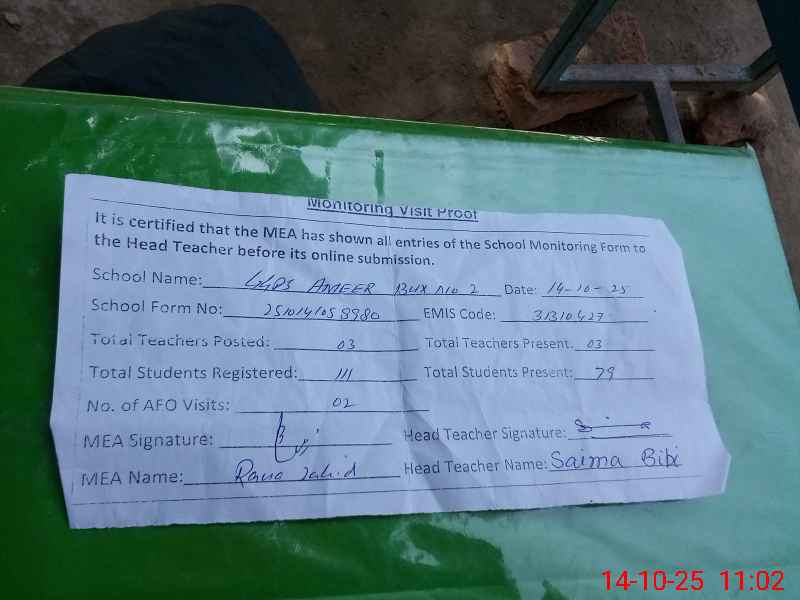 Monitoring Visit Proof
It is certified that the MEA has shown all entries of the School Monitoring Form to
the Head Teacher before its online submission.
School Name: GGPS AMEER BUX NO 2 Date: 14-10-25
School Form No: EMIS Code: 31310427
Total Teachers Posted: 03 Total Teachers Present: 03
Total Students Registered: 111 Total Students Present: 79
No. of AFO Visits: 02
MEA Signature: Head Teacher Signature:
MEA Name: Rana Zahid Head Teacher Name: Saima Bibi
14-10-25 11:02